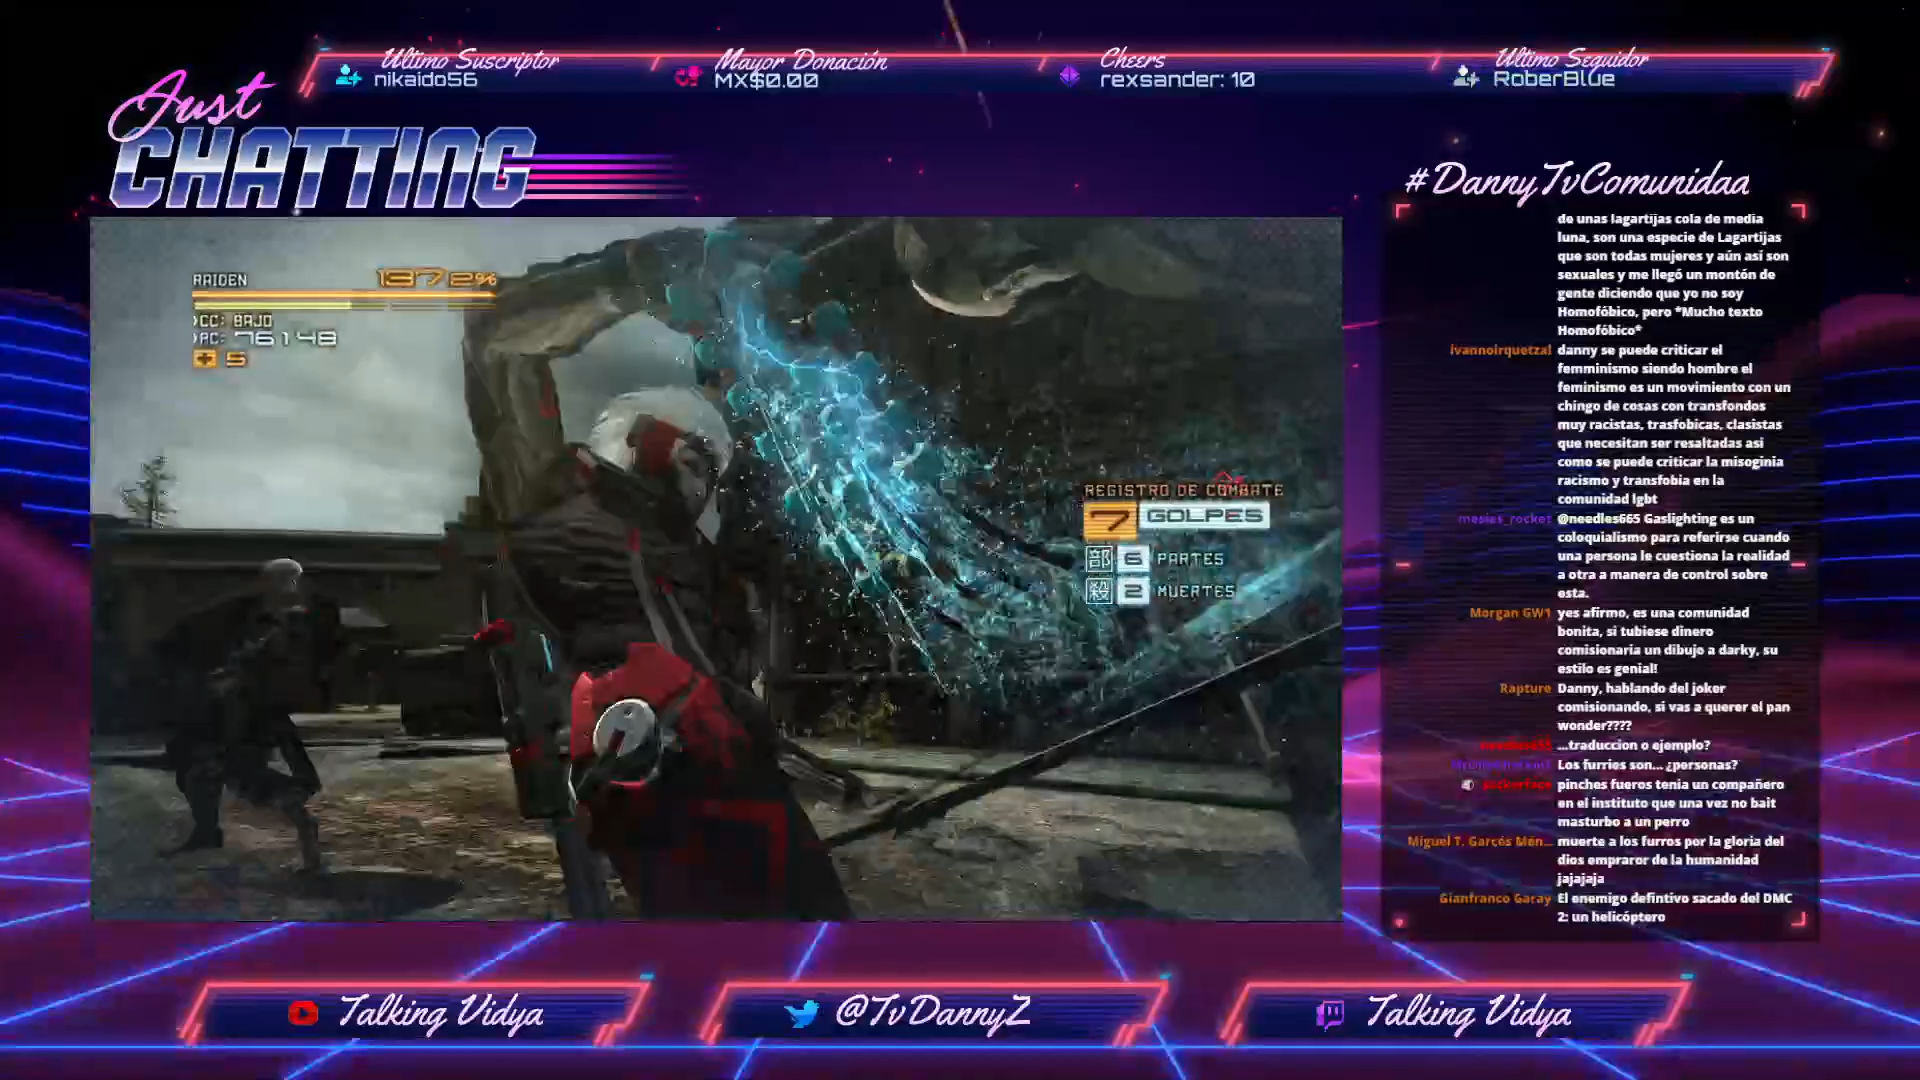 Ultimo Suscriptor
nikaido56
Mayor Donación
MX$0.00
Cheers
rexsander: 10
Ultimo Seguidor
RoberBlue
Just
CHATTING
#DannyTvComunidaa
RAIDEN 137.2%
CC: BAJO
AC: 76148
5
REGISTRO DE COMBATE
7 GOLPES
部 6 PARTES
殺 2 MUERTES
de unas lagartijas cola de media
luna, son una especie de Lagartijas
que son todas mujeres y aún así son
sexuales y me llegó un montón de
gente diciendo que yo no soy
Homofóbico, pero *Mucho texto
Homofóbico*
ivannoirquetzal danny se puede criticar el
femminismo siendo hombre el
feminismo es un movimiento con un
chingo de cosas con transfondos
muy racistas, trasfobicas, clasistas
que necesitan ser resaltadas asi
como se puede criticar la misoginia
racismo y transfobia en la
comunidad lgbt
mesies_rocket @needles665 Gaslighting es un
coloquialismo para referirse cuando
una persona le cuestiona la realidad
a otra a manera de control sobre
esta.
Morgan GW1 yes afirmo, es una comunidad
bonita, si tubiese dinero
comisionaria un dibujo a darky, su
estilo es genial!
Rapture Danny, hablando del joker
comisionando, si vas a querer el pan
wonder????
...traduccion o ejemplo?
Los furries son... ¿personas?
pinches fueros tenia un compañero
en el instituto que una vez no bait
masturbo a un perro
Miguel T. Garcés Mén... muerte a los furros por la gloria del
dios empraror de la humanidad
jajajaja
Gianfranco Garay El enemigo defintivo sacado del DMC
2: un helicóptero
Talking Vidya
@TvDannyZ
Talking Vidya